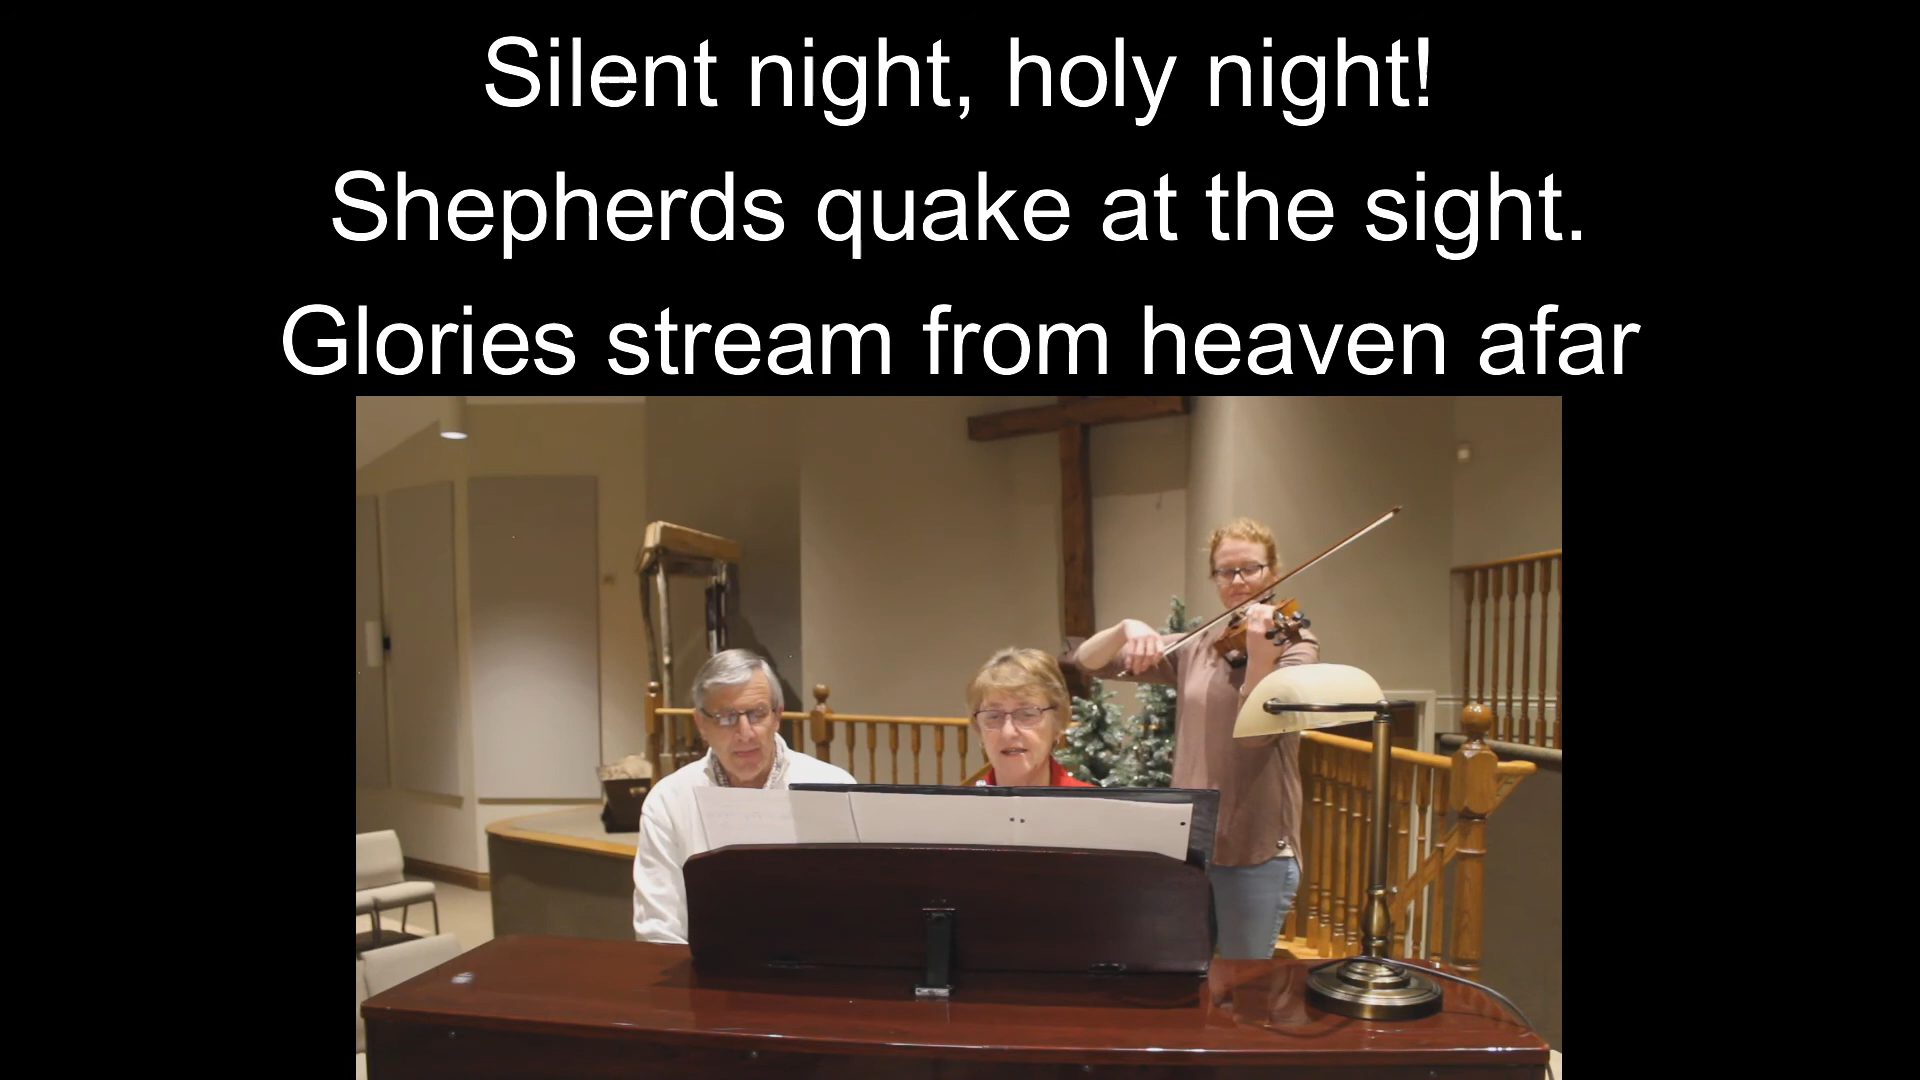 Silent night, holy night!
Shepherds quake at the sight.
Glories stream from heaven afar